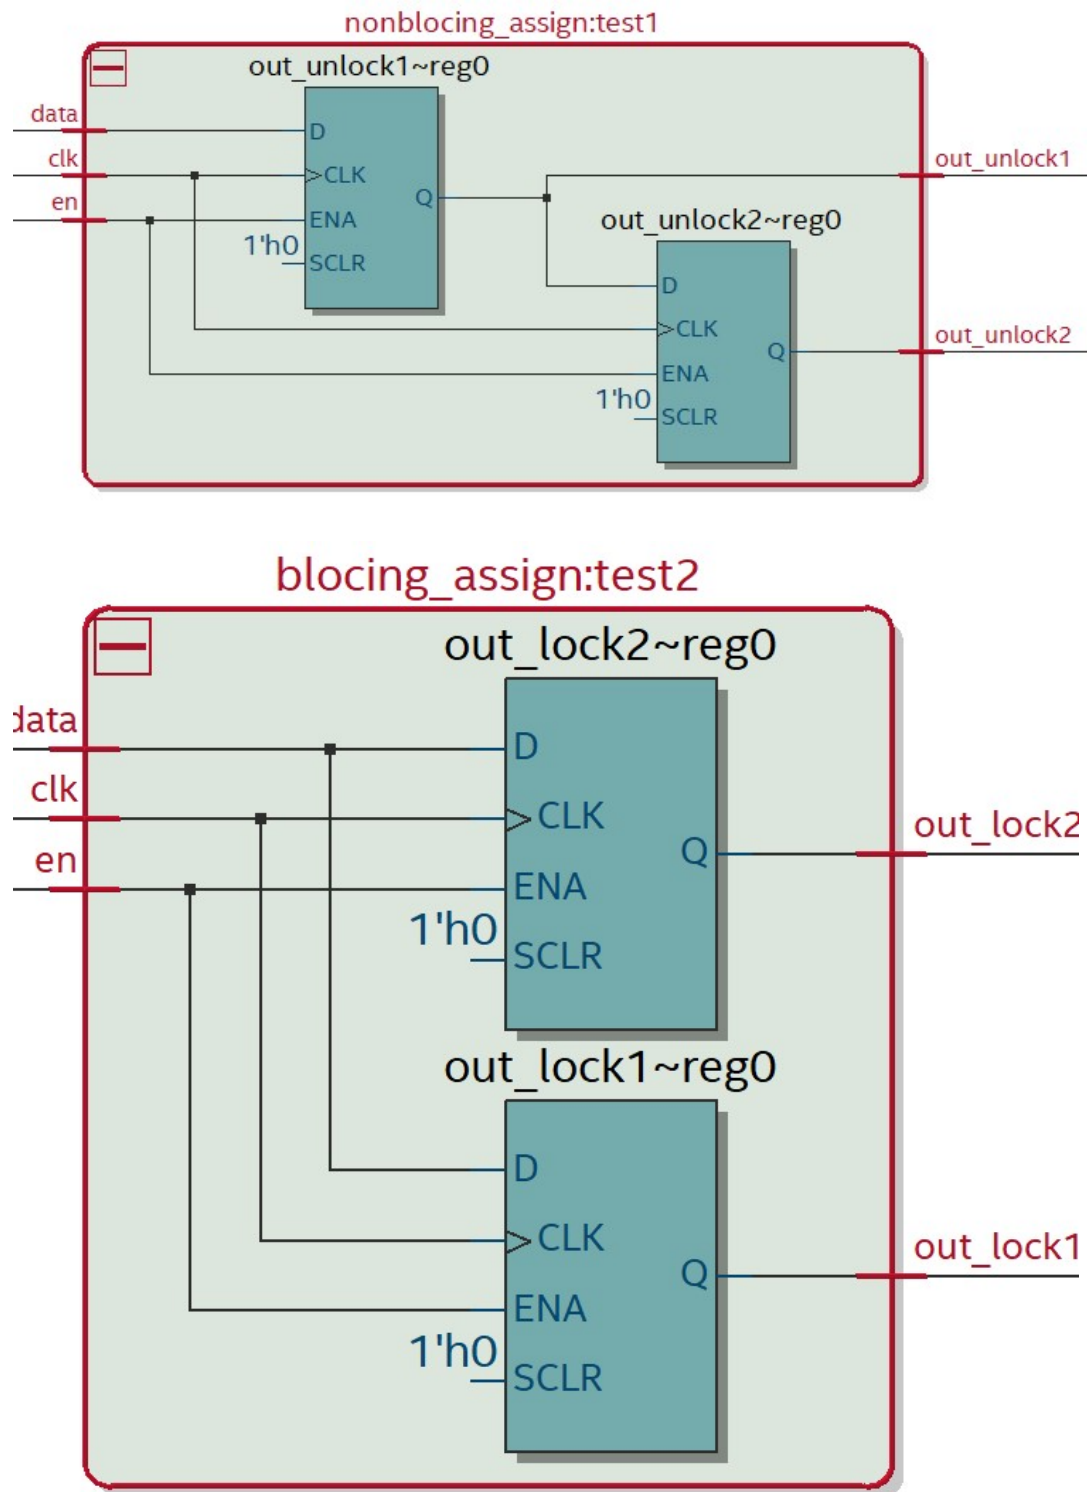 nonblocing_assign:test1
out_unlock1~reg0
data
D
clk
CLK
out_unlock1
en
Q
ENA
out_unlock2~reg0
1'h0
SCLR
D
CLK
out_unlock2
Q
ENA
1'h0
SCLR
blocing_assign:test2
out_lock2~reg0
data
D
clk
CLK
out_lock2
Q
en
ENA
1'h0
SCLR
out_lock1~reg0
D
CLK
out_lock1
Q
ENA
1'h0
SCLR